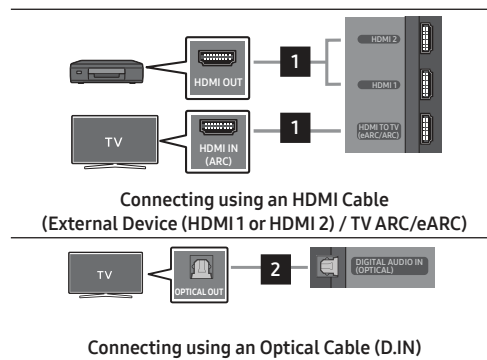 HDMI OUT
1
HDMI 2
HDMI 1
TV
HDMI IN
(ARC)
1
HDMI TO TV
(eARC/ARC)
Connecting using an HDMI Cable
(External Device (HDMI 1 or HDMI 2) / TV ARC/eARC)
TV
OPTICAL OUT
2
DIGITAL AUDIO IN
(OPTICAL)
Connecting using an Optical Cable (D.IN)